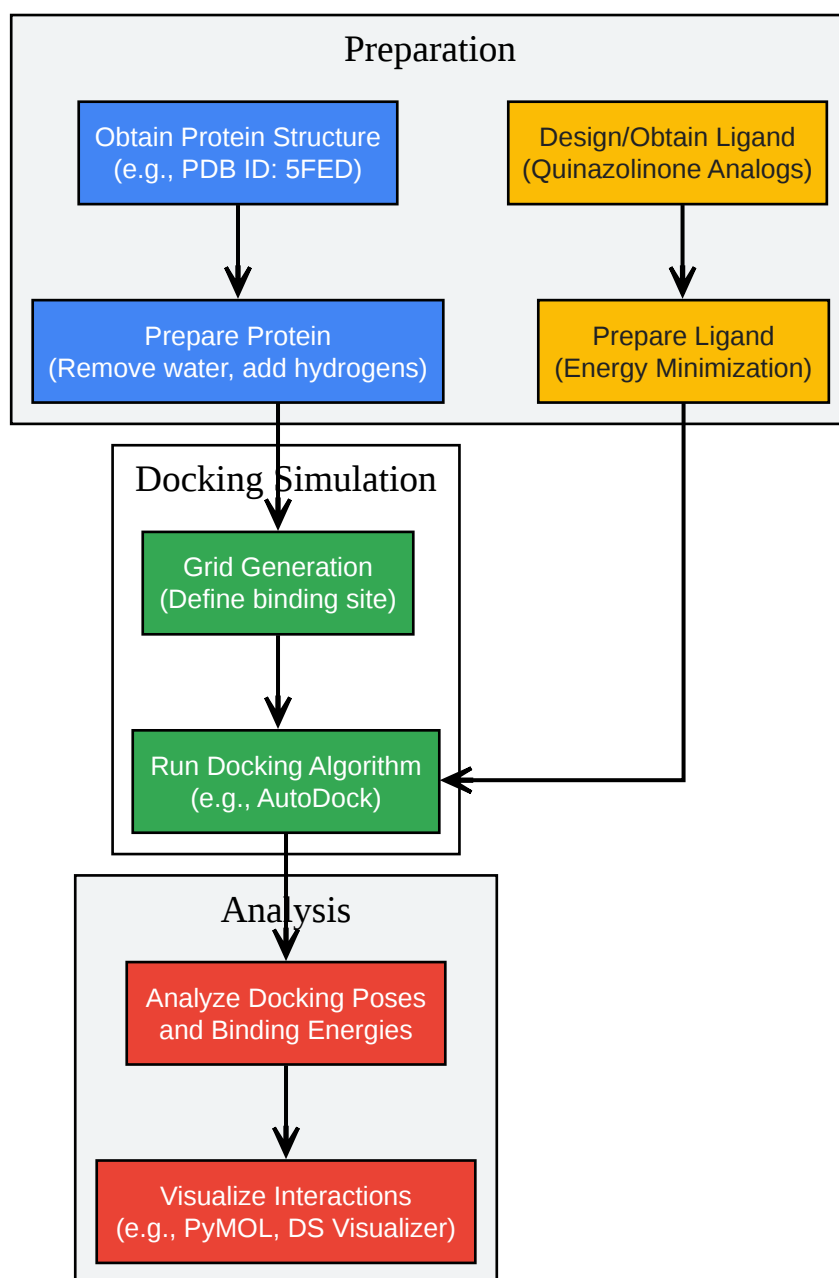 Preparation
Obtain Protein Structure
(e.g., PDB ID: 5FED)
Design/Obtain Ligand
(Quinazolinone Analogs)
Prepare Protein
(Remove water, add hydrogens)
Prepare Ligand
(Energy Minimization)
Docking Simulation
Grid Generation
(Define binding site)
Run Docking Algorithm
(e.g., AutoDock)
Analysis
Analyze Docking Poses
and Binding Energies
Visualize Interactions
(e.g., PyMOL, DS Visualizer)